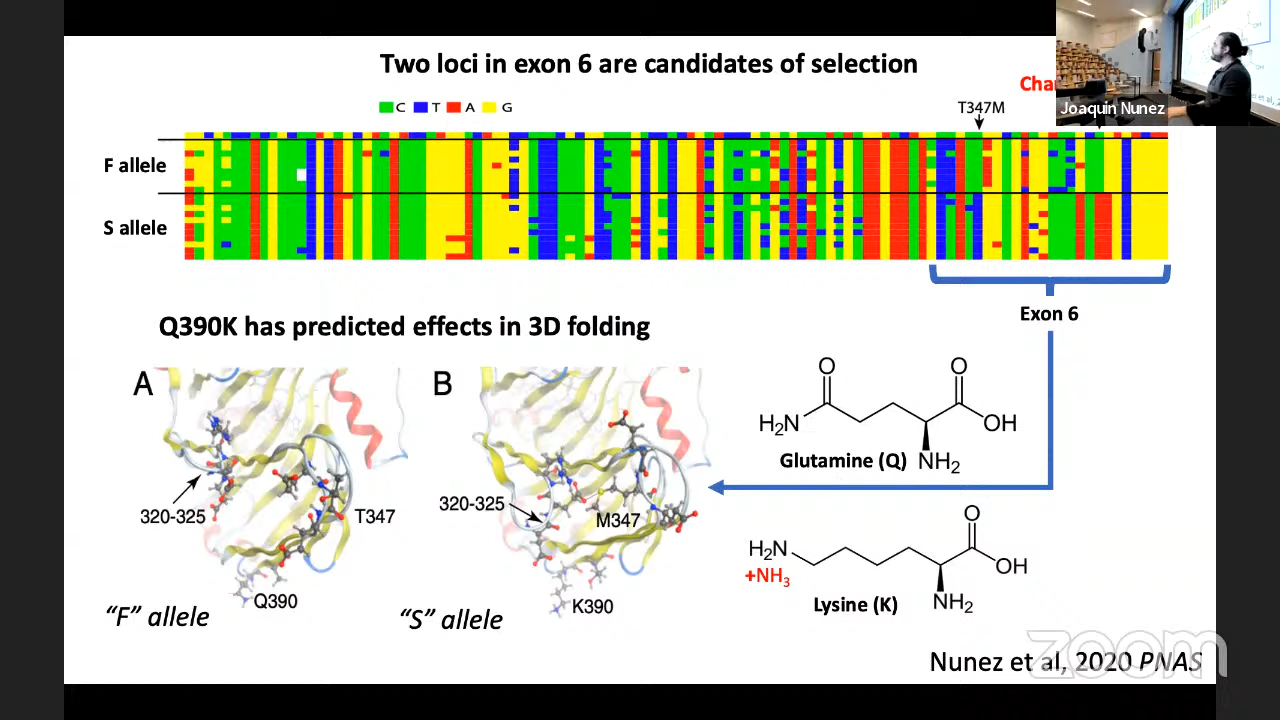 Two loci in exon 6 are candidates of selection
C T A G
T347M
Joaquin Nunez
F allele
S allele
Exon 6
Q390K has predicted effects in 3D folding
A
B
320-325
T347
Q390
"F" allele
320-325
M347
K390
"S" allele
O
O
H₂N
OH
Glutamine (Q)
NH₂
O
H₂N
+NH₃
OH
Lysine (K)
NH₂
zoom
Nunez et al, 2020 PNAS